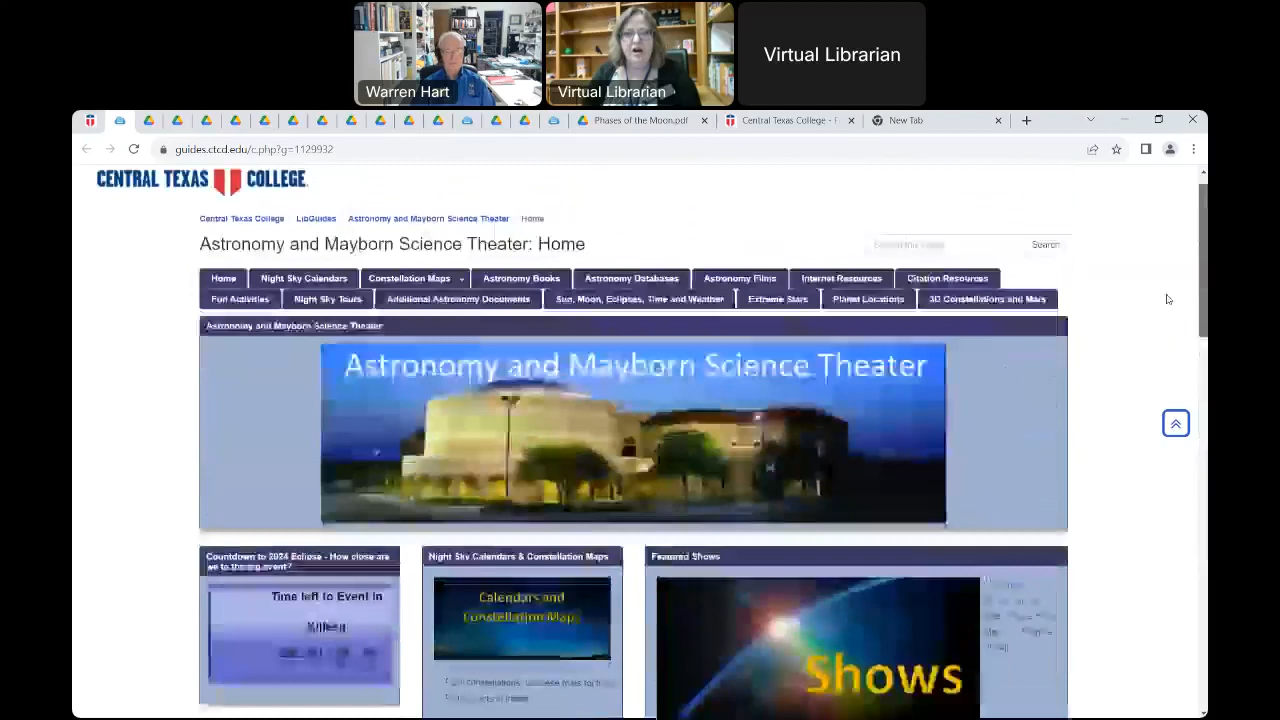 Virtual Librarian
Warren Hart
Virtual Librarian
Phases of the Moon.pdf
Central Texas College - F
New Tab
guides.ctcd.edu/c.php?g=1129932
CENTRAL TEXAS COLLEGE
Central Texas College LibGuides Astronomy and Mayborn Science Theater Home
Astronomy and Mayborn Science Theater: Home
Search
Home Night Sky Calendars Constellation Maps Astronomy Books Astronomy Databases Astronomy Films Internet Resources Citation Resources
Fun Activities Night Sky Tours Additional Astronomy Documents Sun, Moon, Eclipses, Time and Weather Extreme Stars Planet Locations 3D Constellations and More
Astronomy and Mayborn Science Theater
Astronomy and Mayborn Science Theater
Countdown to 2024 Eclipse - How close are
we to the big event?
Night Sky Calendars & Constellation Maps
Featured Shows
Time left to Event in
Killeen
Calendars and
Constellation Map
Shows